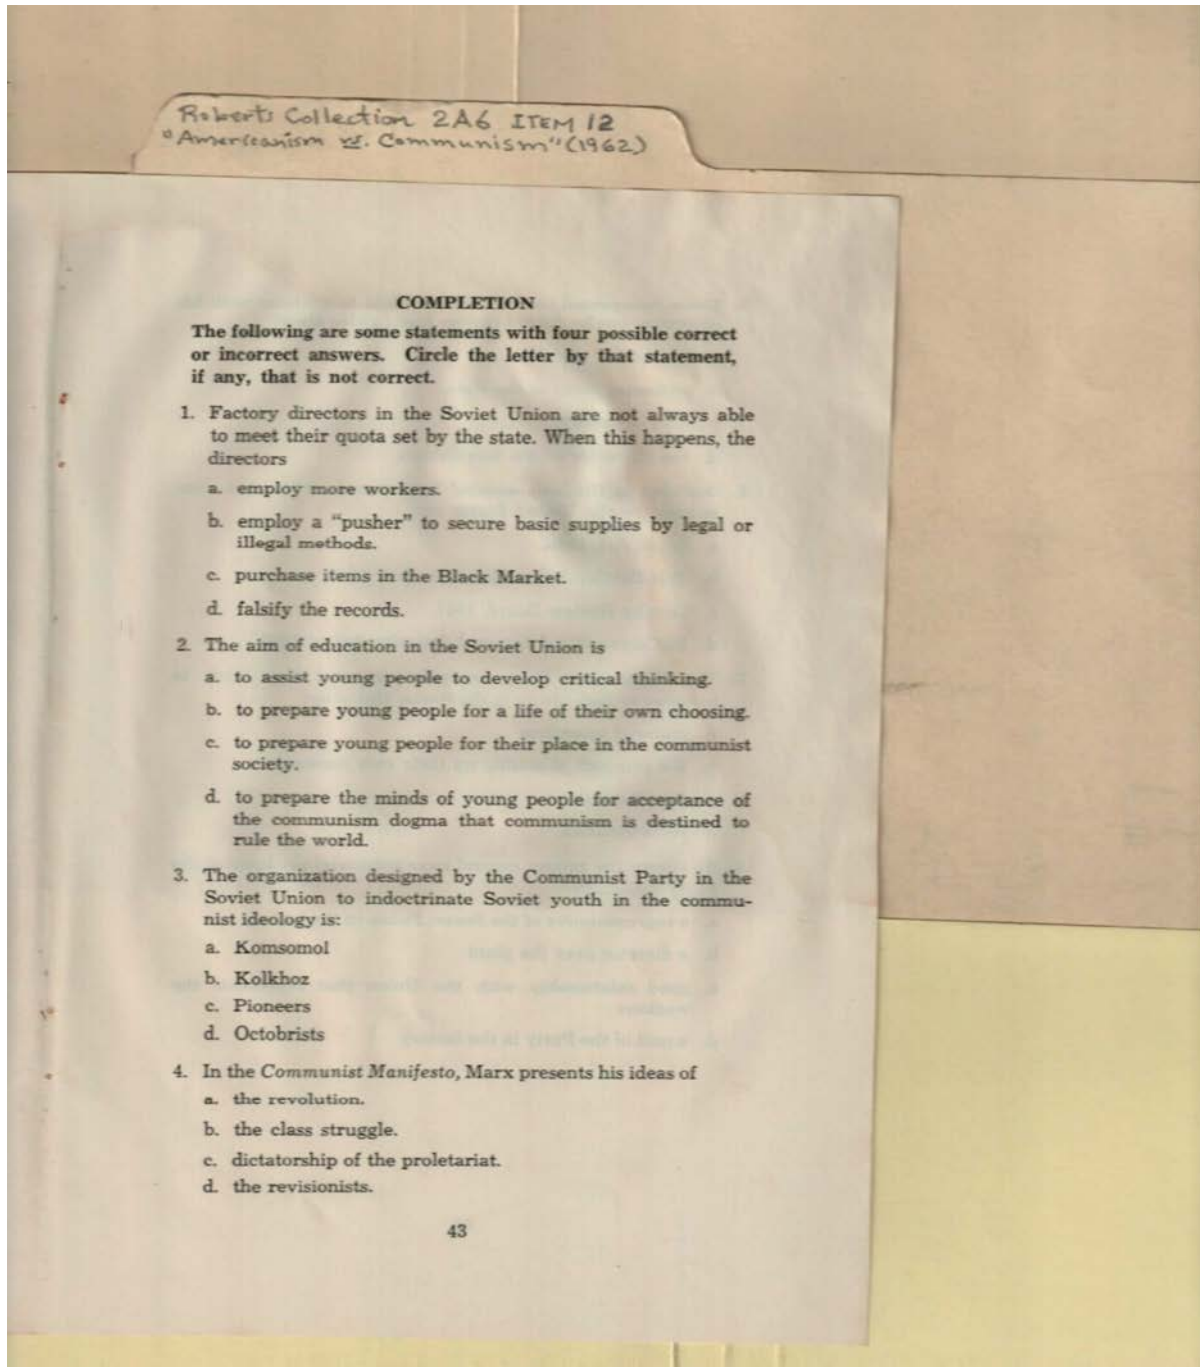 Roberts Collection 2A6 ITEM 12
"Americanism vs. Communism" (1962)
COMPLETION
The following are some statements with four possible correct
or incorrect answers. Circle the letter by that statement,
if any, that is not correct.
1. Factory directors in the Soviet Union are not always able
to meet their quota set by the state. When this happens, the
directors
a. employ more workers.
b. employ a "pusher" to secure basic supplies by legal or
illegal methods.
c. purchase items in the Black Market.
d. falsify the records.
2. The aim of education in the Soviet Union is
a. to assist young people to develop critical thinking.
b. to prepare young people for a life of their own choosing.
c. to prepare young people for their place in the communist
society.
d. to prepare the minds of young people for acceptance of
the communism dogma that communism is destined to
rule the world.
3. The organization designed by the Communist Party in the
Soviet Union to indoctrinate Soviet youth in the commu-
nist ideology is:
a. Komsomol
b. Kolkhoz
c. Pioneers
d. Octobrists
4. In the Communist Manifesto, Marx presents his ideas of
a. the revolution.
b. the class struggle.
c. dictatorship of the proletariat.
d. the revisionists.
43